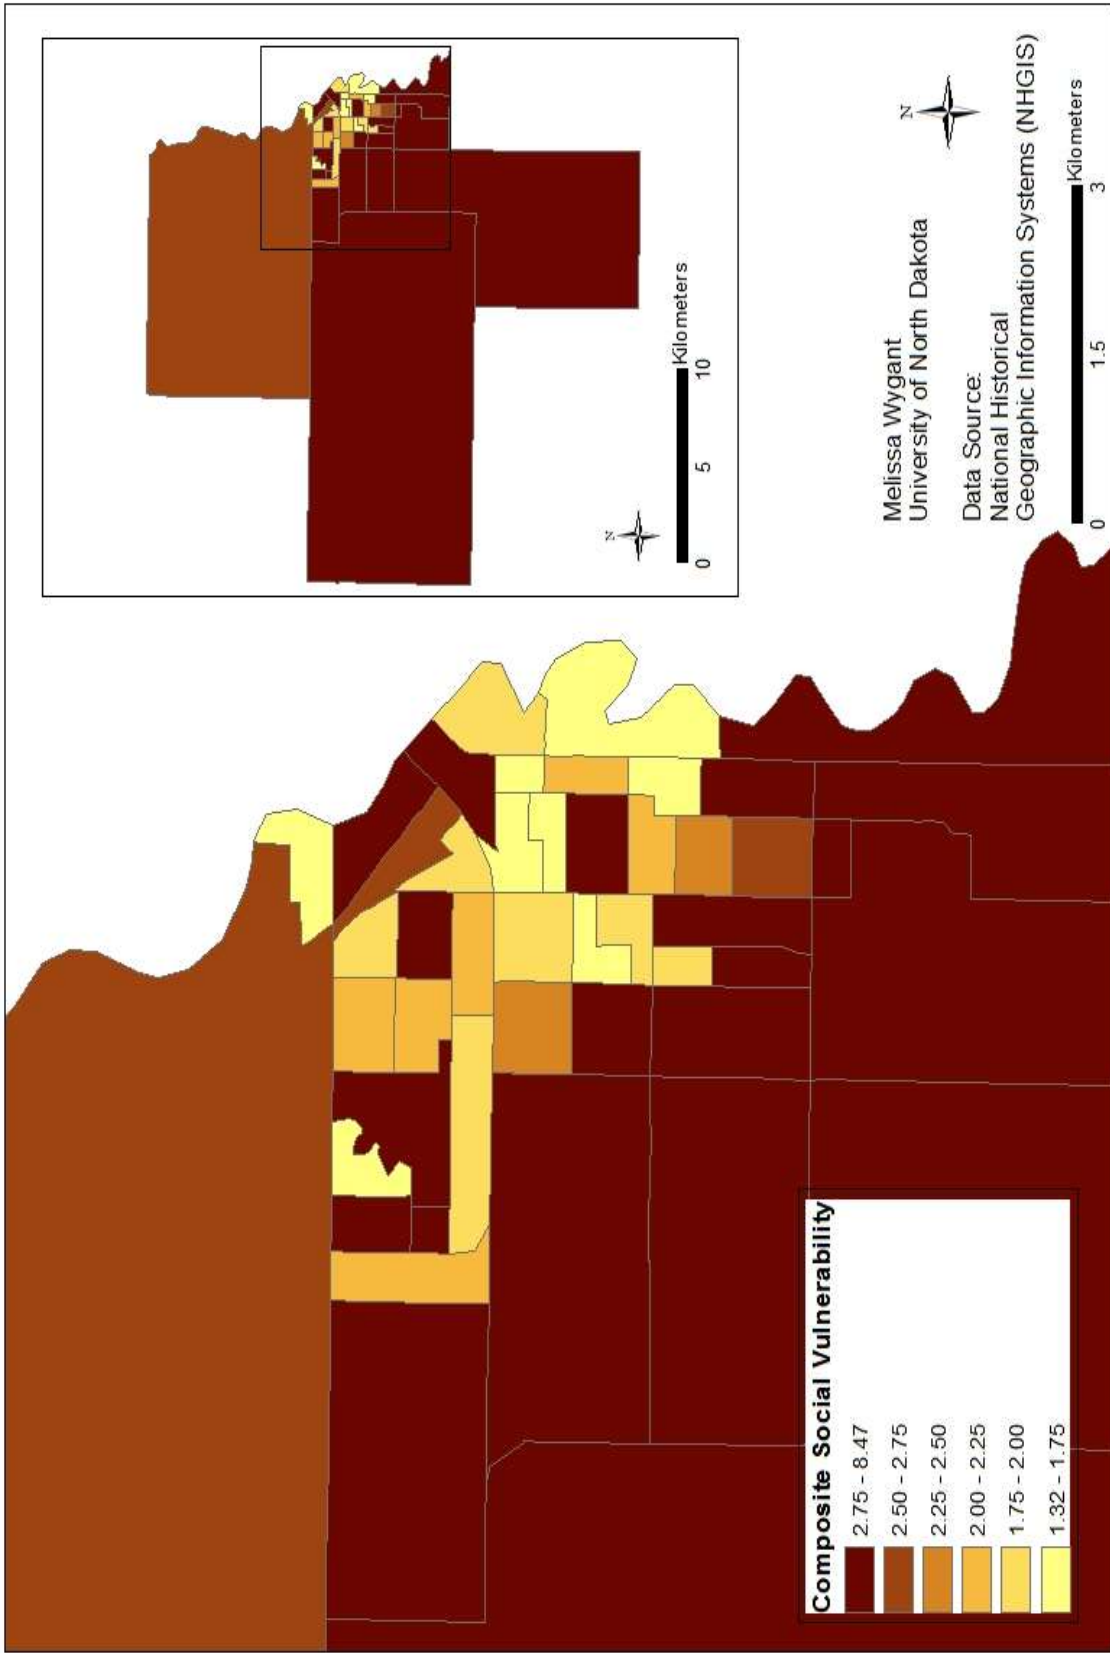 N
0 5 10 Kilometers
Melissa Wygant
University of North Dakota
Data Source:
National Historical
Geographic Information Systems (NHGIS)
N
0 1.5 3 Kilometers
Composite Social Vulnerability
2.75 - 8.47
2.50 - 2.75
2.25 - 2.50
2.00 - 2.25
1.75 - 2.00
1.32 - 1.75